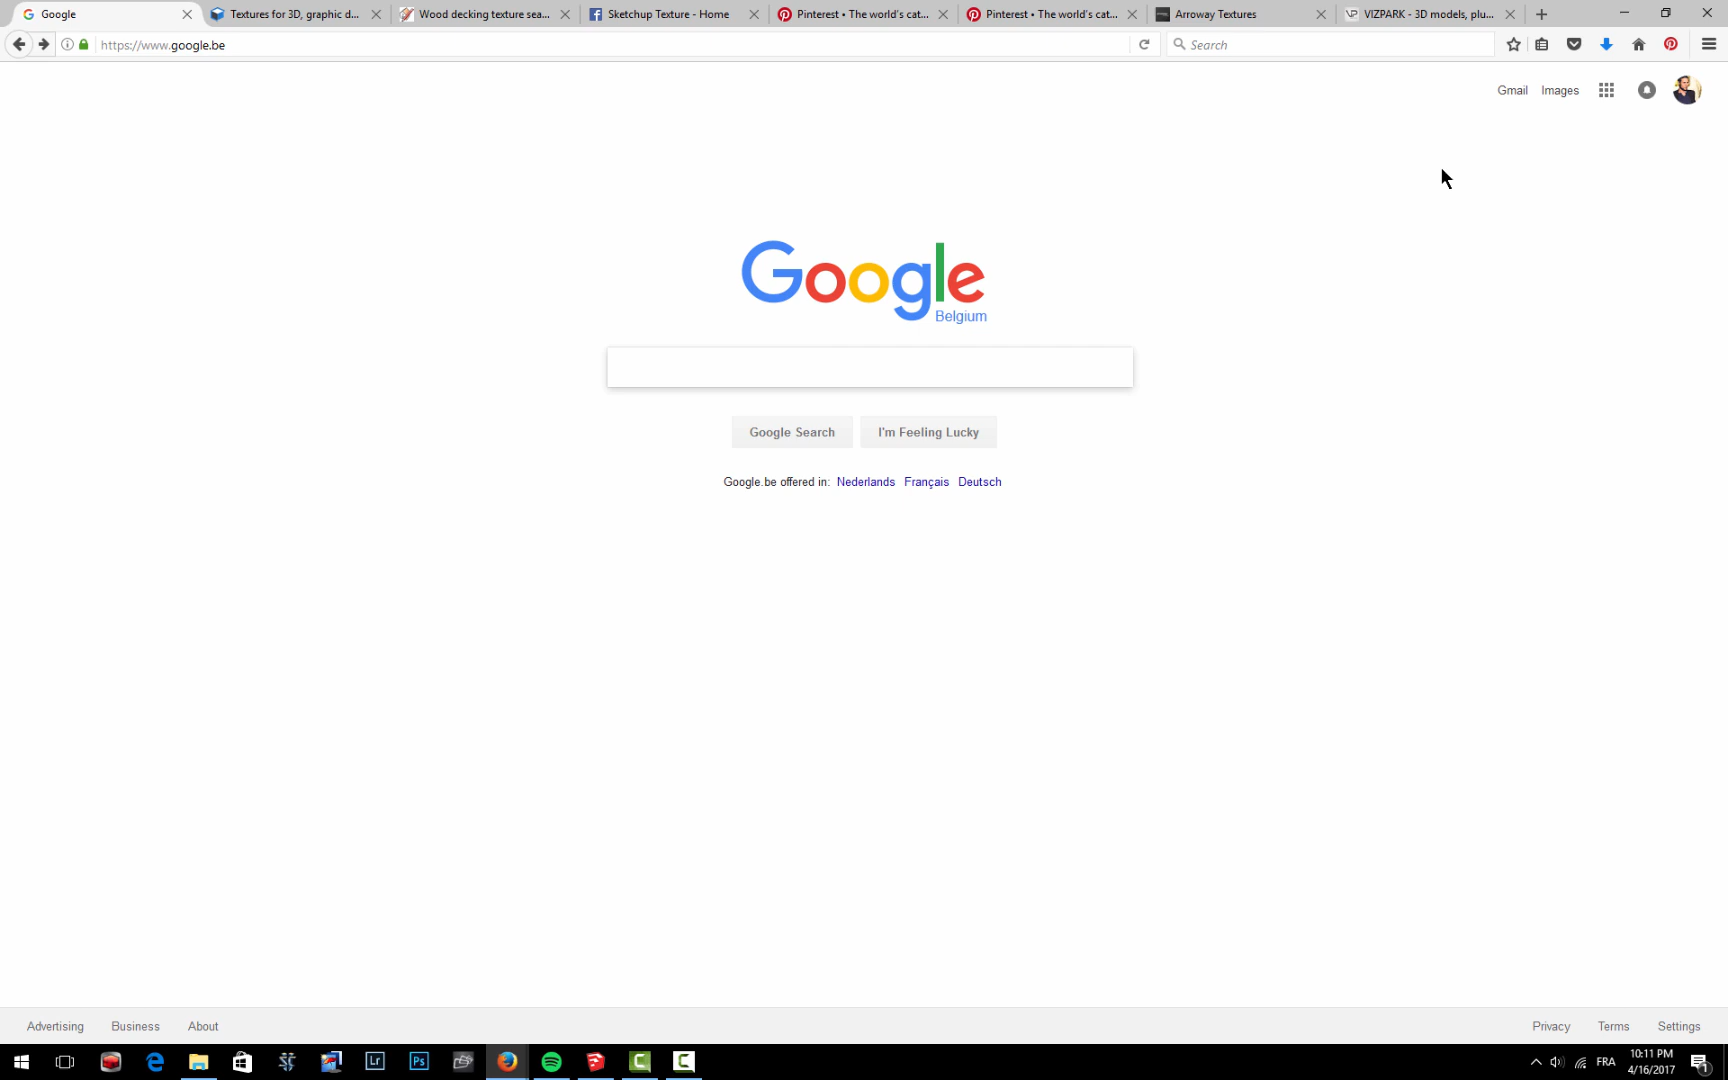 Google
Textures for 3D, graphic d...
Wood decking texture sea...
Sketchup Texture - Home
Pinterest • The world's cat...
Pinterest • The world's cat...
Arroway Textures
VIZPARK - 3D models, plu...
https://www.google.be
Search
Gmail
Images
Google
Belgium
Google Search
I'm Feeling Lucky
Google.be offered in: Nederlands Français Deutsch
Advertising
Business
About
Privacy
Terms
Settings
Lr
Ps
FRA
10:11 PM
4/16/2017
1